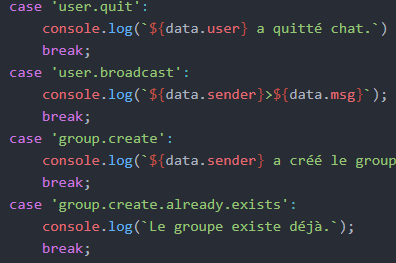 case 'user.quit':
console.log(`${data.user} a quitté chat.`)
break;
case 'user.broadcast':
console.log(`${data.sender}>${data.msg}`);
break;
case 'group.create':
console.log(`${data.sender} a créé le group
break;
case 'group.create.already.exists':
console.log(`Le groupe existe déjà.`);
break;